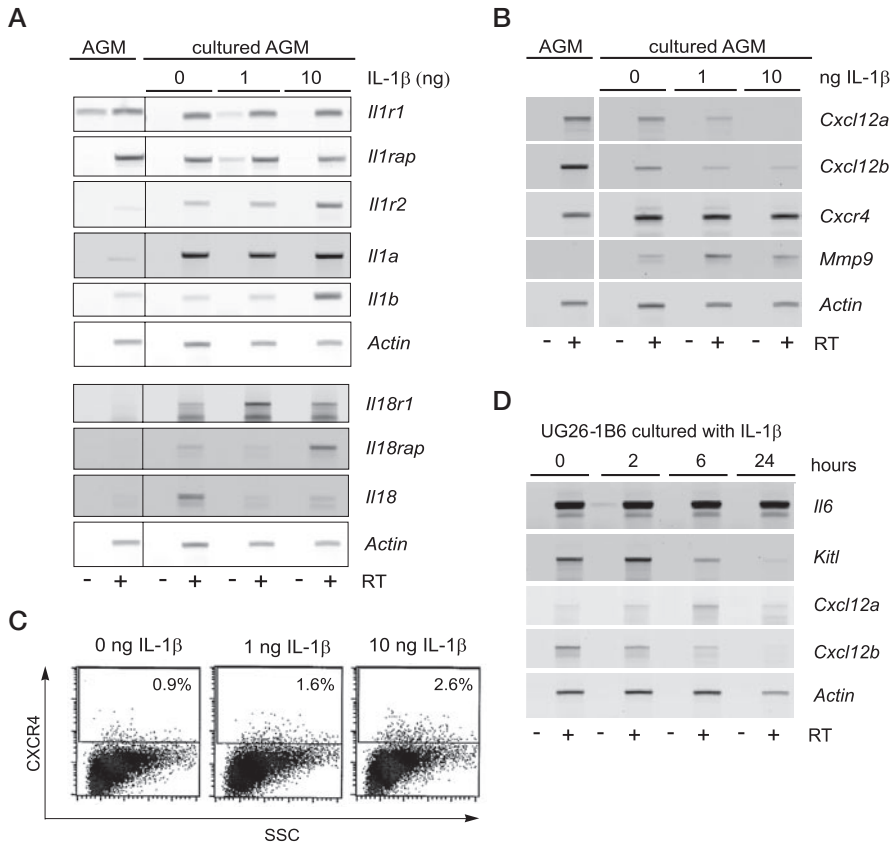 A
AGM cultured AGM
0 1 10 IL-1β (ng)
Il1r1
Il1rap
Il1r2
Il1a
Il1b
Actin
Il18r1
Il18rap
Il18
Actin
- + - + - + - + RT
B
AGM cultured AGM
0 1 10 ng IL-1β
Cxcl12a
Cxcl12b
Cxcr4
Mmp9
Actin
- + - + - + - + RT
C
0 ng IL-1β 1 ng IL-1β 10 ng IL-1β
0.9% 1.6% 2.6%
CXCR4
SSC
D
UG26-1B6 cultured with IL-1β
0 2 6 24 hours
Il6
Kitl
Cxcl12a
Cxcl12b
Actin
- + - + - + - + RT